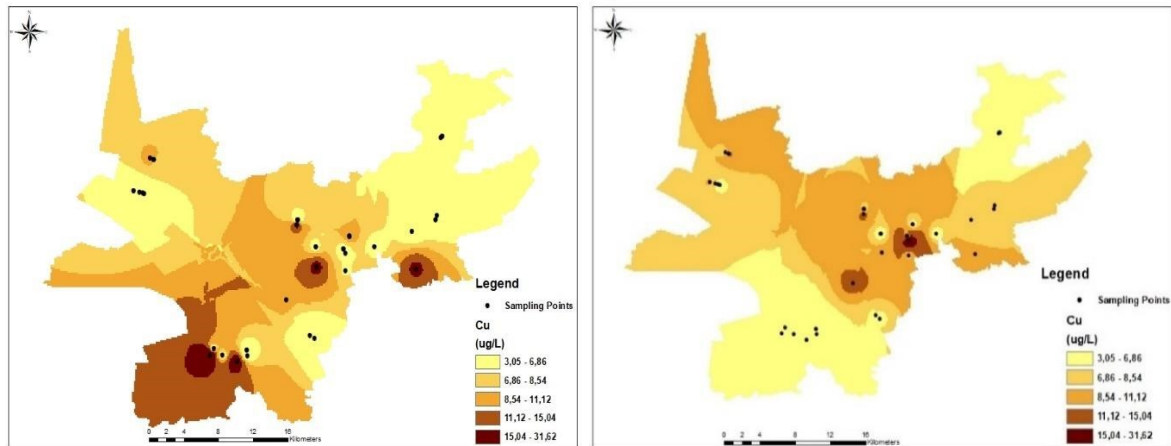 Legend
Sampling Points
Cu
(ug/L)
3,05 - 6,86
6,86 - 8,54
8,54 - 11,12
11,12 - 15,04
15,04 - 31,62
0 2 4 8 12 16
Kilometers
Legend
Sampling Points
Cu
(ug/L)
3,05 - 6,86
6,86 - 8,54
8,54 - 11,12
11,12 - 15,04
15,04 - 31,62
0 2 4 8 12 16
Kilometers